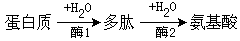 蛋白质 +H₂O 酶1 → 多肽 +H₂O 酶2 → 氨基酸